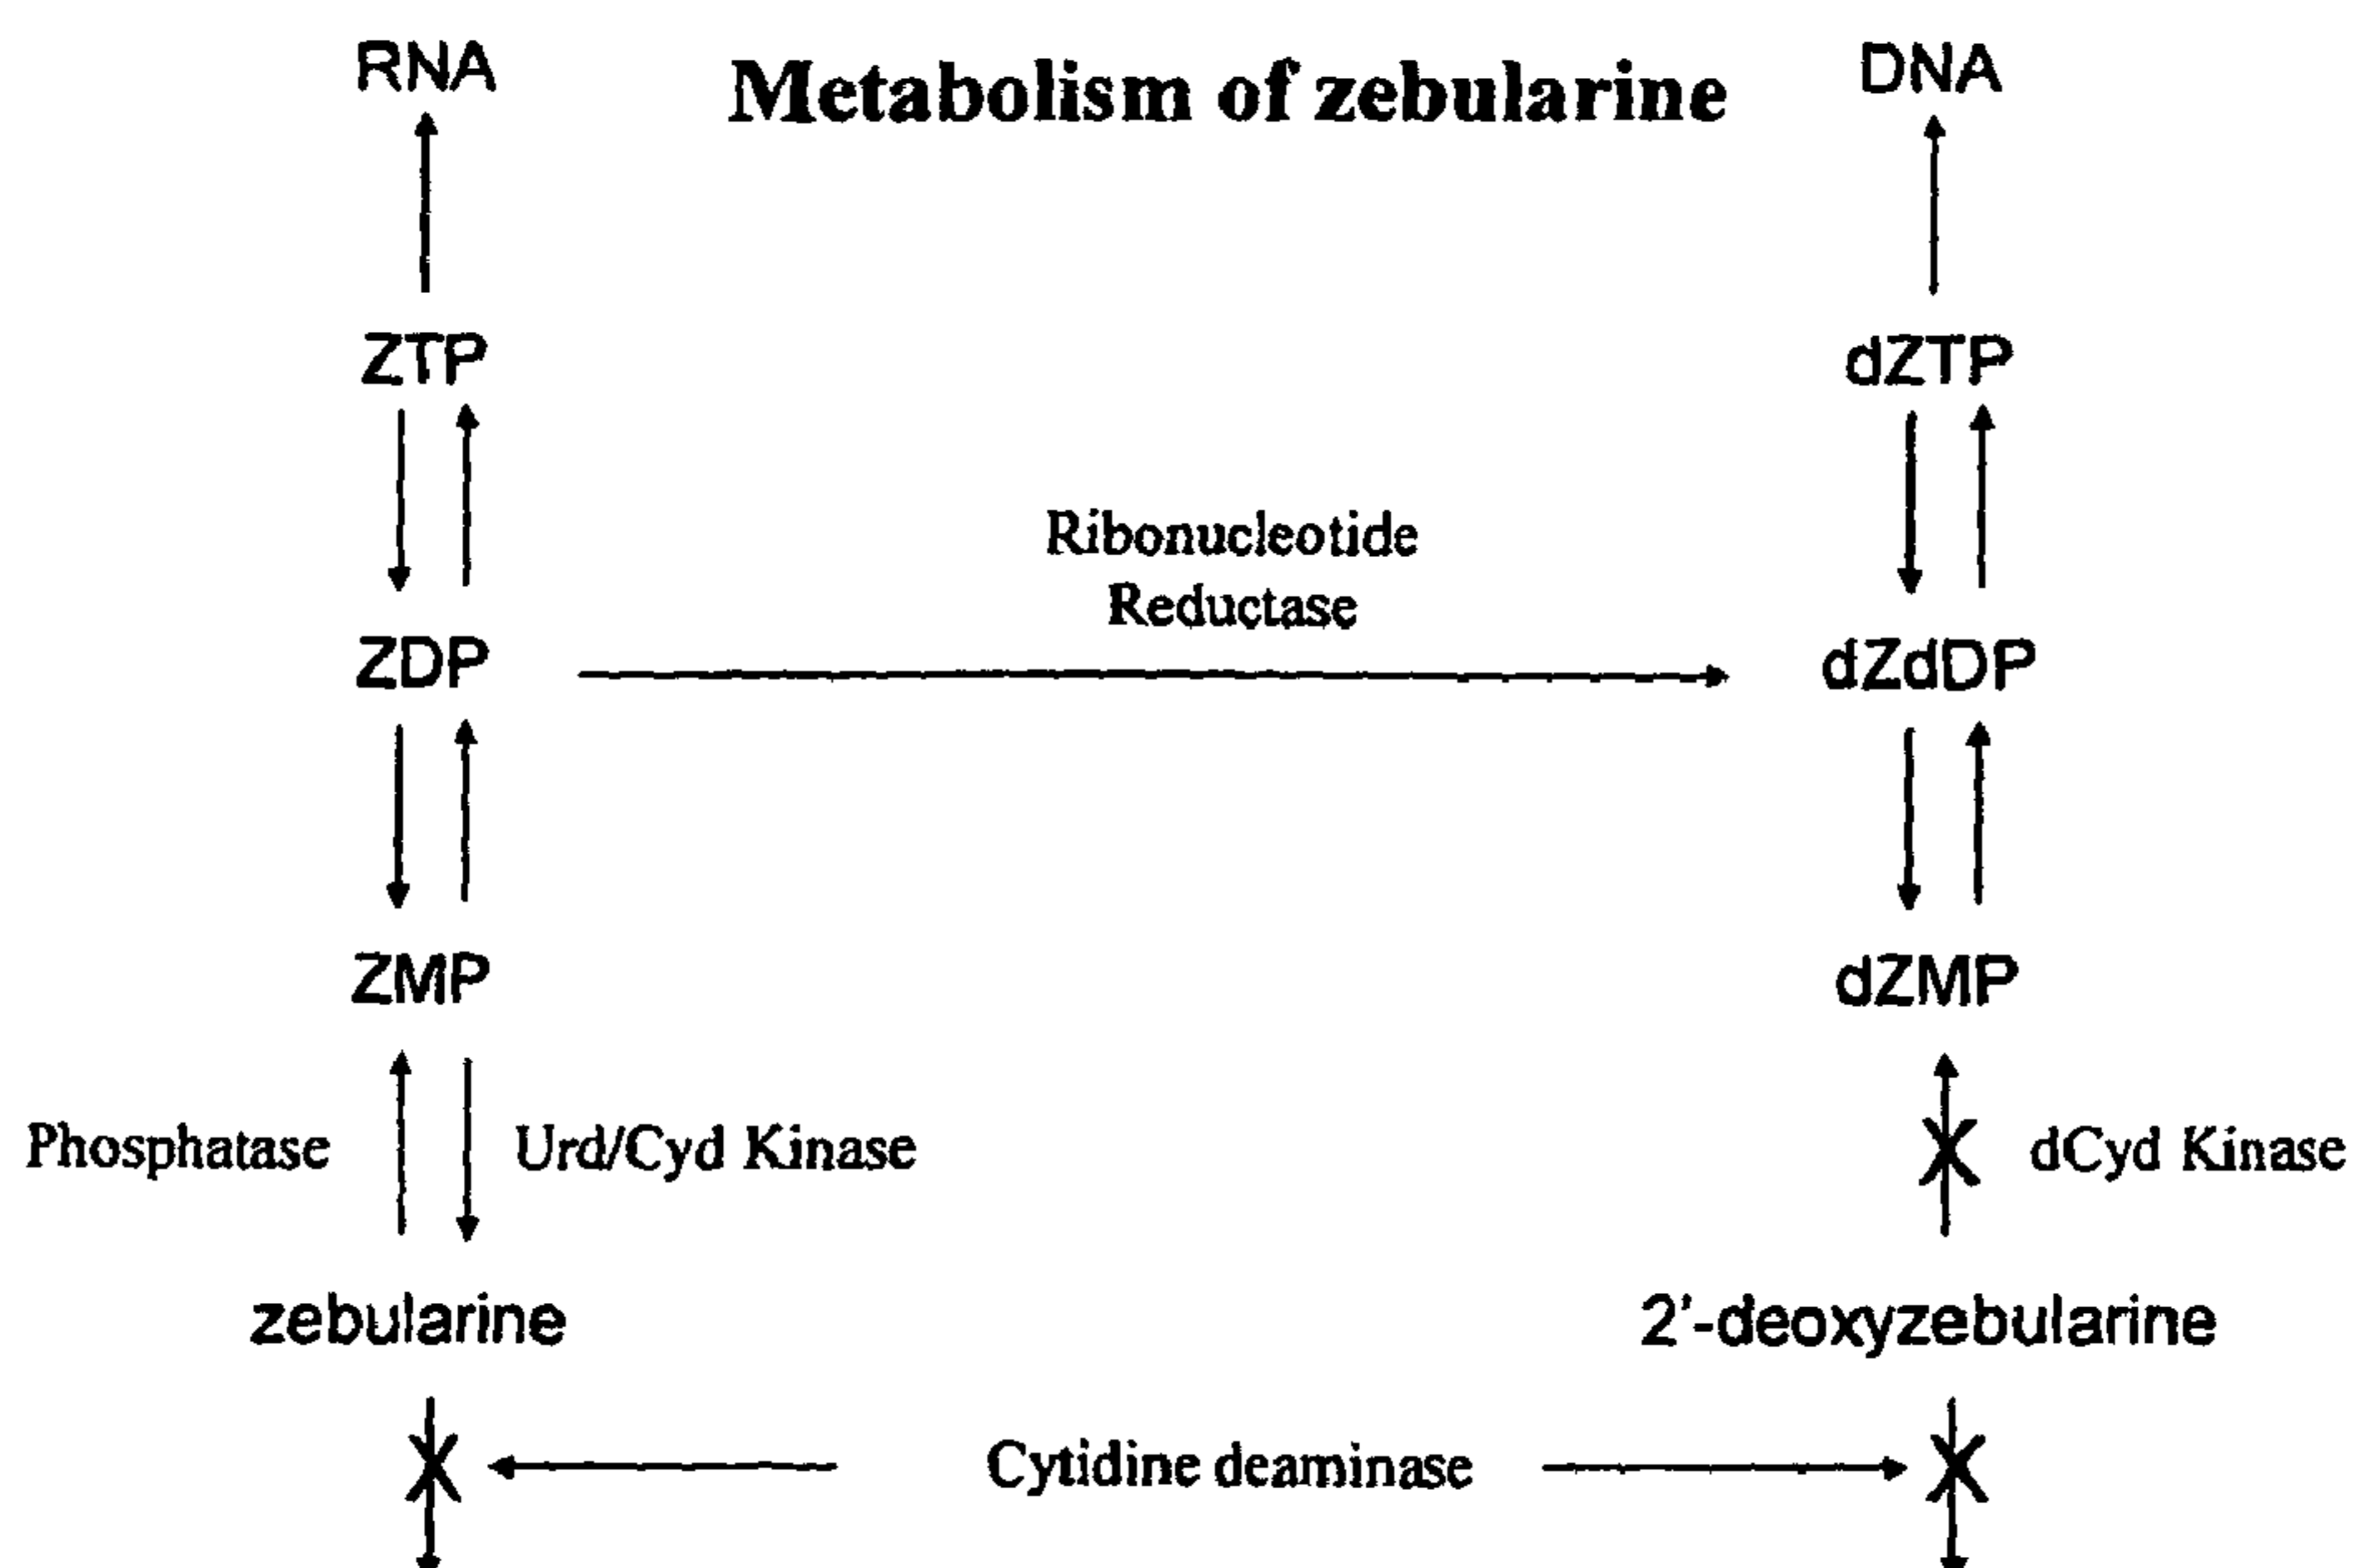 Metabolism of zebularine
RNA
DNA
ZTP
dZTP
Ribonucleotide
Reductase
ZDP
dZdDP
ZMP
dZMP
Phosphatase
Urd/Cyd Kinase
X
dCyd Kinase
zebularine
2'-deoxyzebularine
X
Cytidine deaminase
X